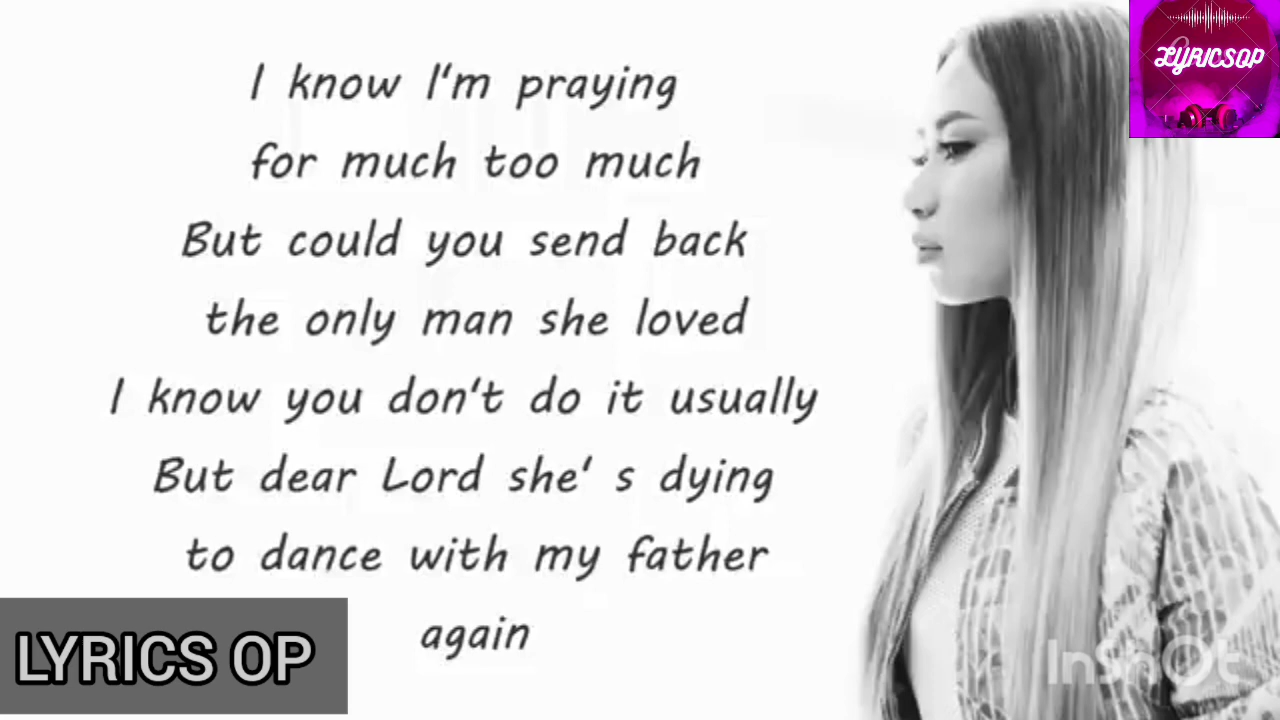 I know I'm praying
for much too much
But could you send back
the only man she loved
I know you don't do it usually
But dear Lord she' s dying
to dance with my father
again
LYRICS OP
LYRICSOP
InShOt